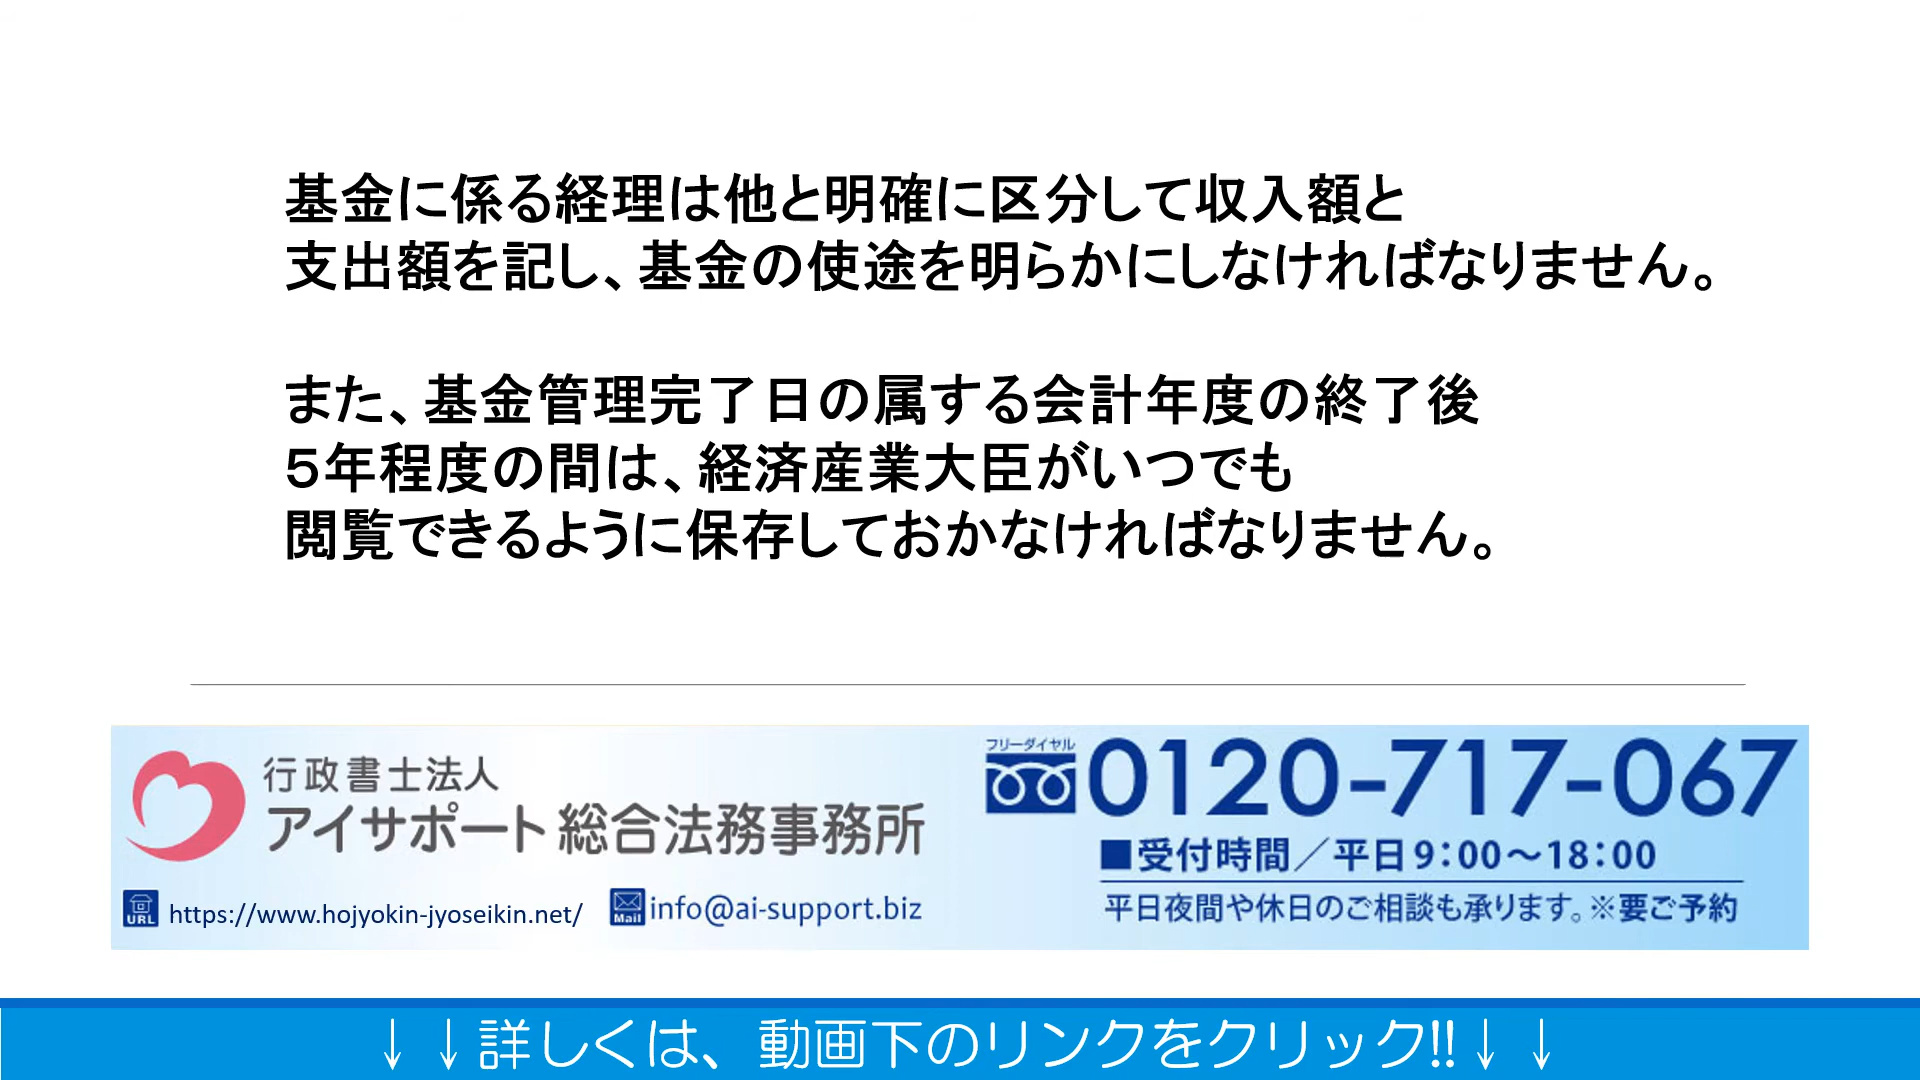 基金に係る経理は他と明確に区分して収入額と
支出額を記し、基金の使途を明らかにしなければなりません。
また、基金管理完了日の属する会計年度の終了後
５年程度の間は、経済産業大臣がいつでも
閲覧できるように保存しておかなければなりません。
行政書士法人
アイサポート総合法務事務所
URL https://www.hojyokin-jyoseikin.net/
Mail info@ai-support.biz
フリーダイヤル
0120-717-067
■受付時間／平日9：00〜18：00
平日夜間や休日のご相談も承ります。※要ご予約
↓↓詳しくは、動画下のリンクをクリック!!↓↓